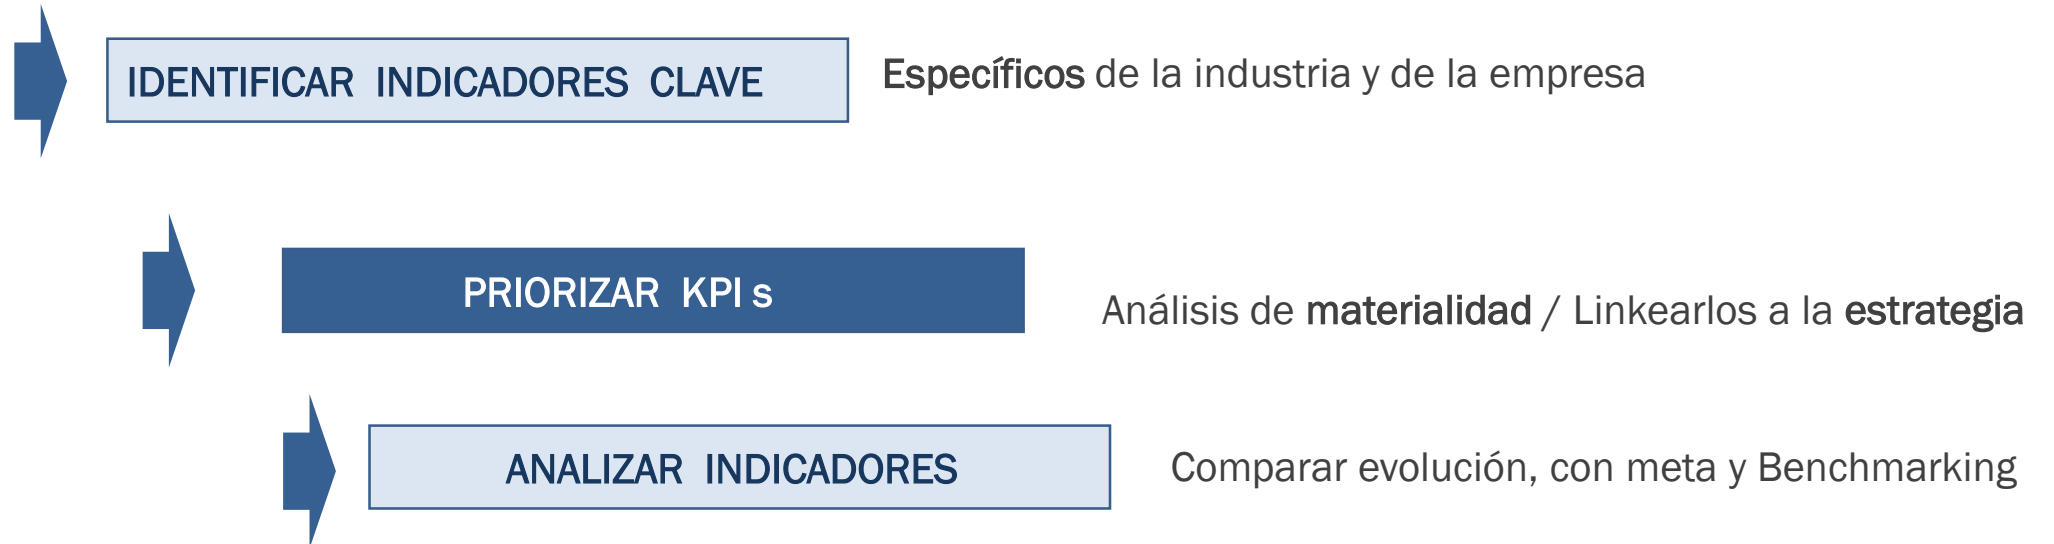 IDENTIFICAR INDICADORES CLAVE
Específicos de la industria y de la empresa
PRIORIZAR KPI s
Análisis de materialidad / Linkearlos a la estrategia
ANALIZAR INDICADORES
Comparar evolución, con meta y Benchmarking